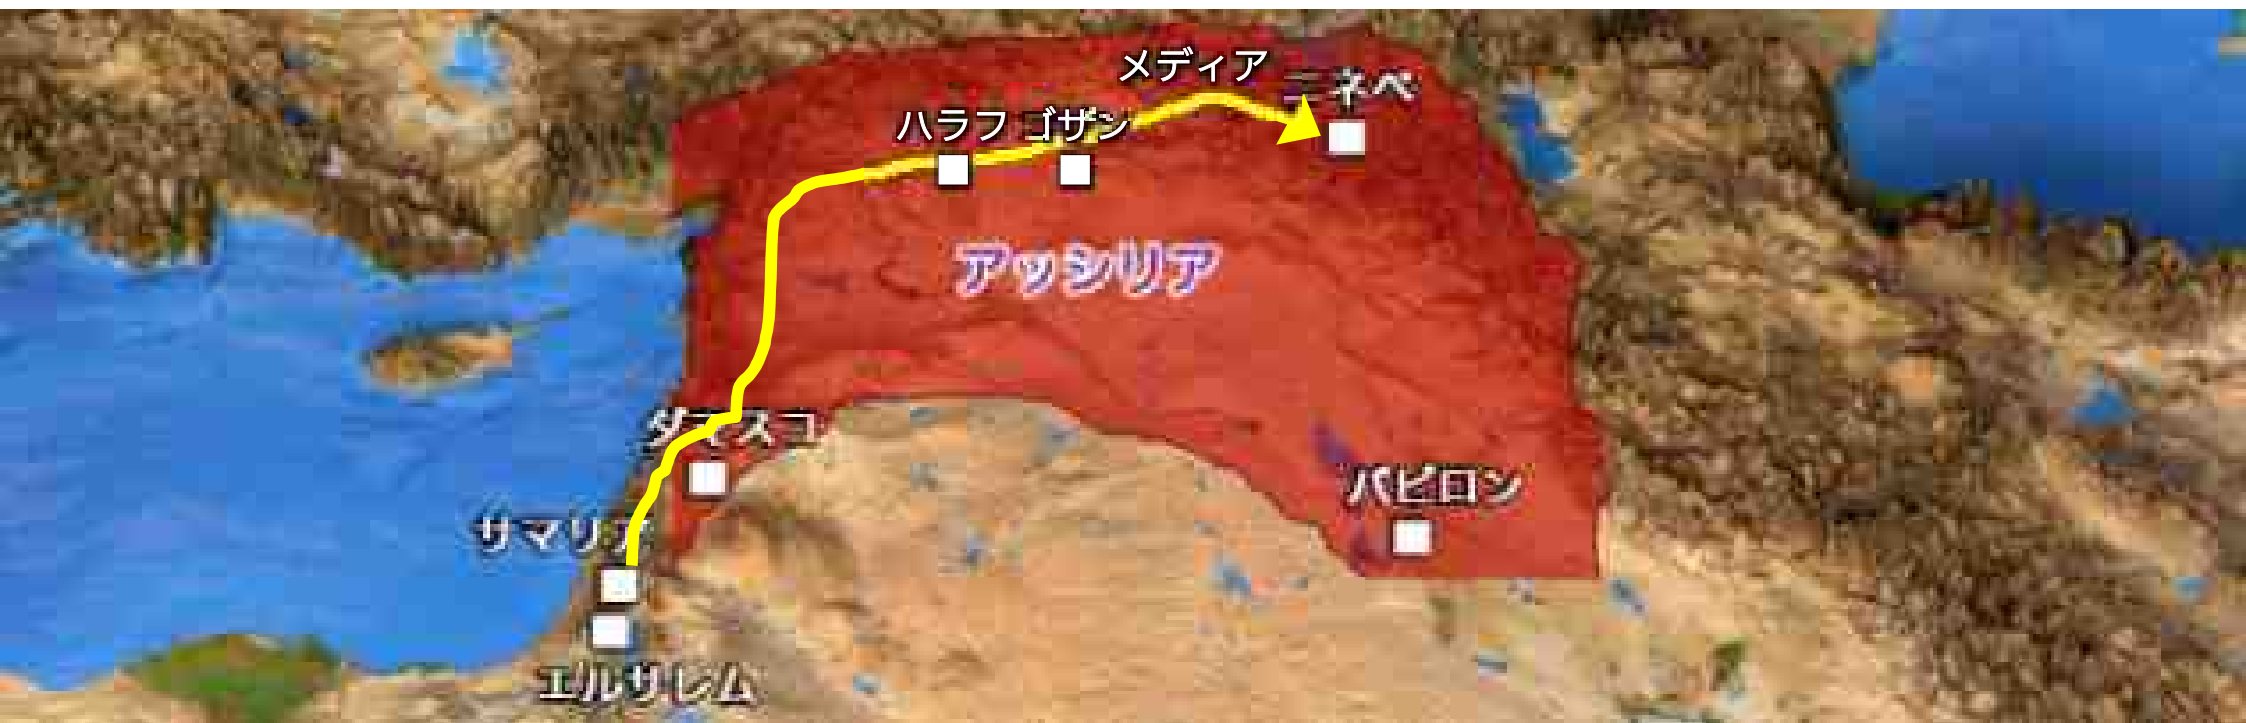 メディア
ニネベ
ハラフ ゴザン
アッシリア
ダマスコ
バビロン
サマリア
エルサレム